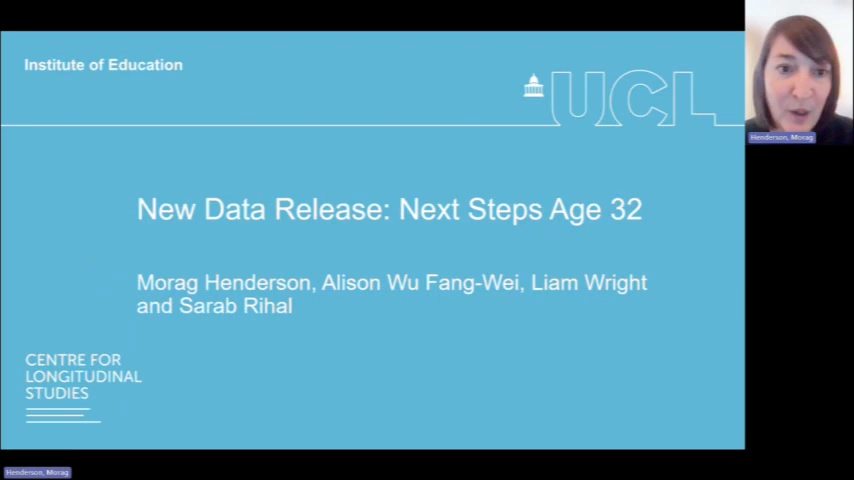 Institute of Education
UCL
Henderson, Morag
New Data Release: Next Steps Age 32
Morag Henderson, Alison Wu Fang-Wei, Liam Wright
and Sarab Rihal
CENTRE FOR
LONGITUDINAL
STUDIES
Henderson, Morag